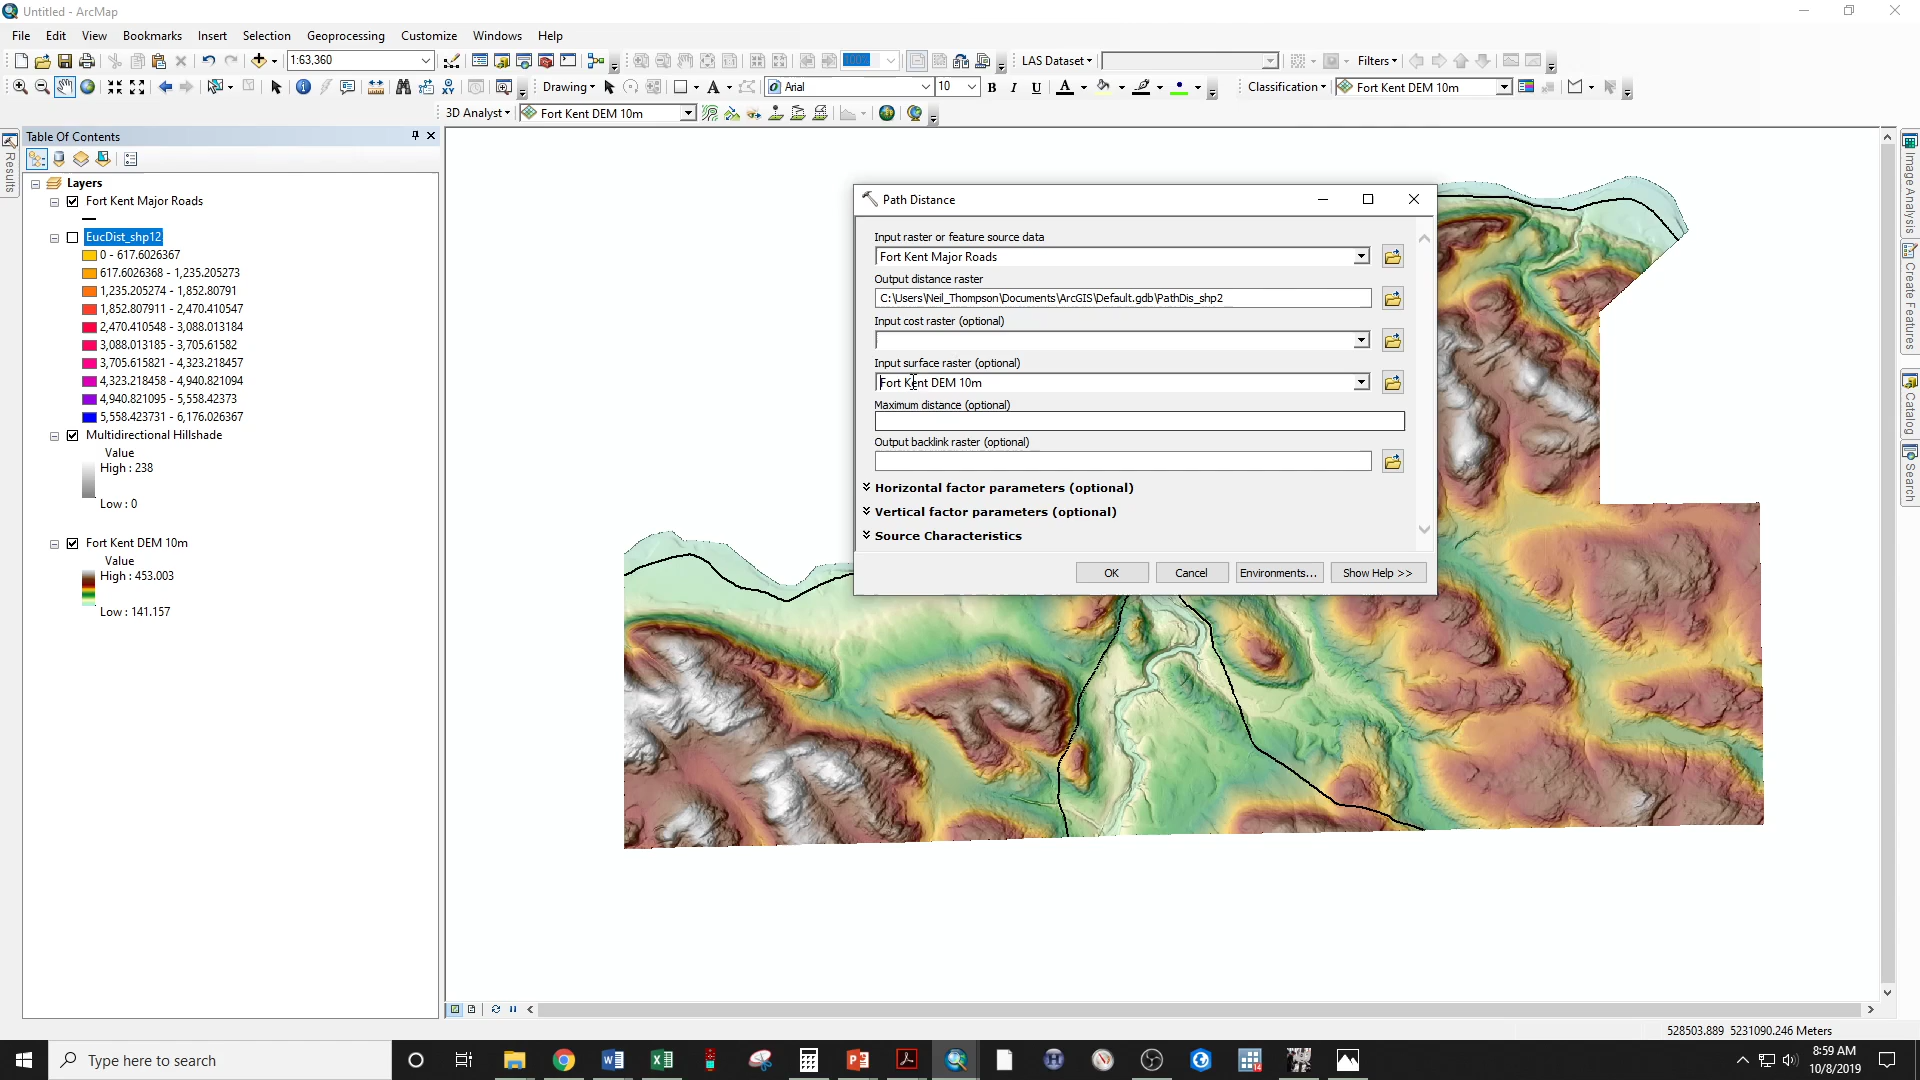 Untitled - ArcMap
File Edit View Bookmarks Insert Selection Geoprocessing Customize Windows Help
1:63,360
100%
LAS Dataset
Filters
Drawing
Arial
10
B I U A
Classification
Fort Kent DEM 10m
3D Analyst
Fort Kent DEM 10m
Results
Table Of Contents
Layers
Fort Kent Major Roads
EucDist_shp12
0 - 617.6026367
617.6026368 - 1,235.205273
1,235.205274 - 1,852.80791
1,852.807911 - 2,470.410547
2,470.410548 - 3,088.013184
3,088.013185 - 3,705.61582
3,705.615821 - 4,323.218457
4,323.218458 - 4,940.821094
4,940.821095 - 5,558.42373
5,558.423731 - 6,176.026367
Multidirectional Hillshade
Value
High : 238
Low : 0
Fort Kent DEM 10m
Value
High : 453.003
Low : 141.157
Path Distance
Input raster or feature source data
Fort Kent Major Roads
Output distance raster
C:\Users\Neil_Thompson\Documents\ArcGIS\Default.gdb\PathDis_shp2
Input cost raster (optional)
Input surface raster (optional)
Fort Kent DEM 10m
Maximum distance (optional)
Output backlink raster (optional)
Horizontal factor parameters (optional)
Vertical factor parameters (optional)
Source Characteristics
OK Cancel Environments... Show Help >>
Image Analysis
Create Features
Catalog
Search
528503.889 5231090.246 Meters
Type here to search
8:59 AM
10/8/2019